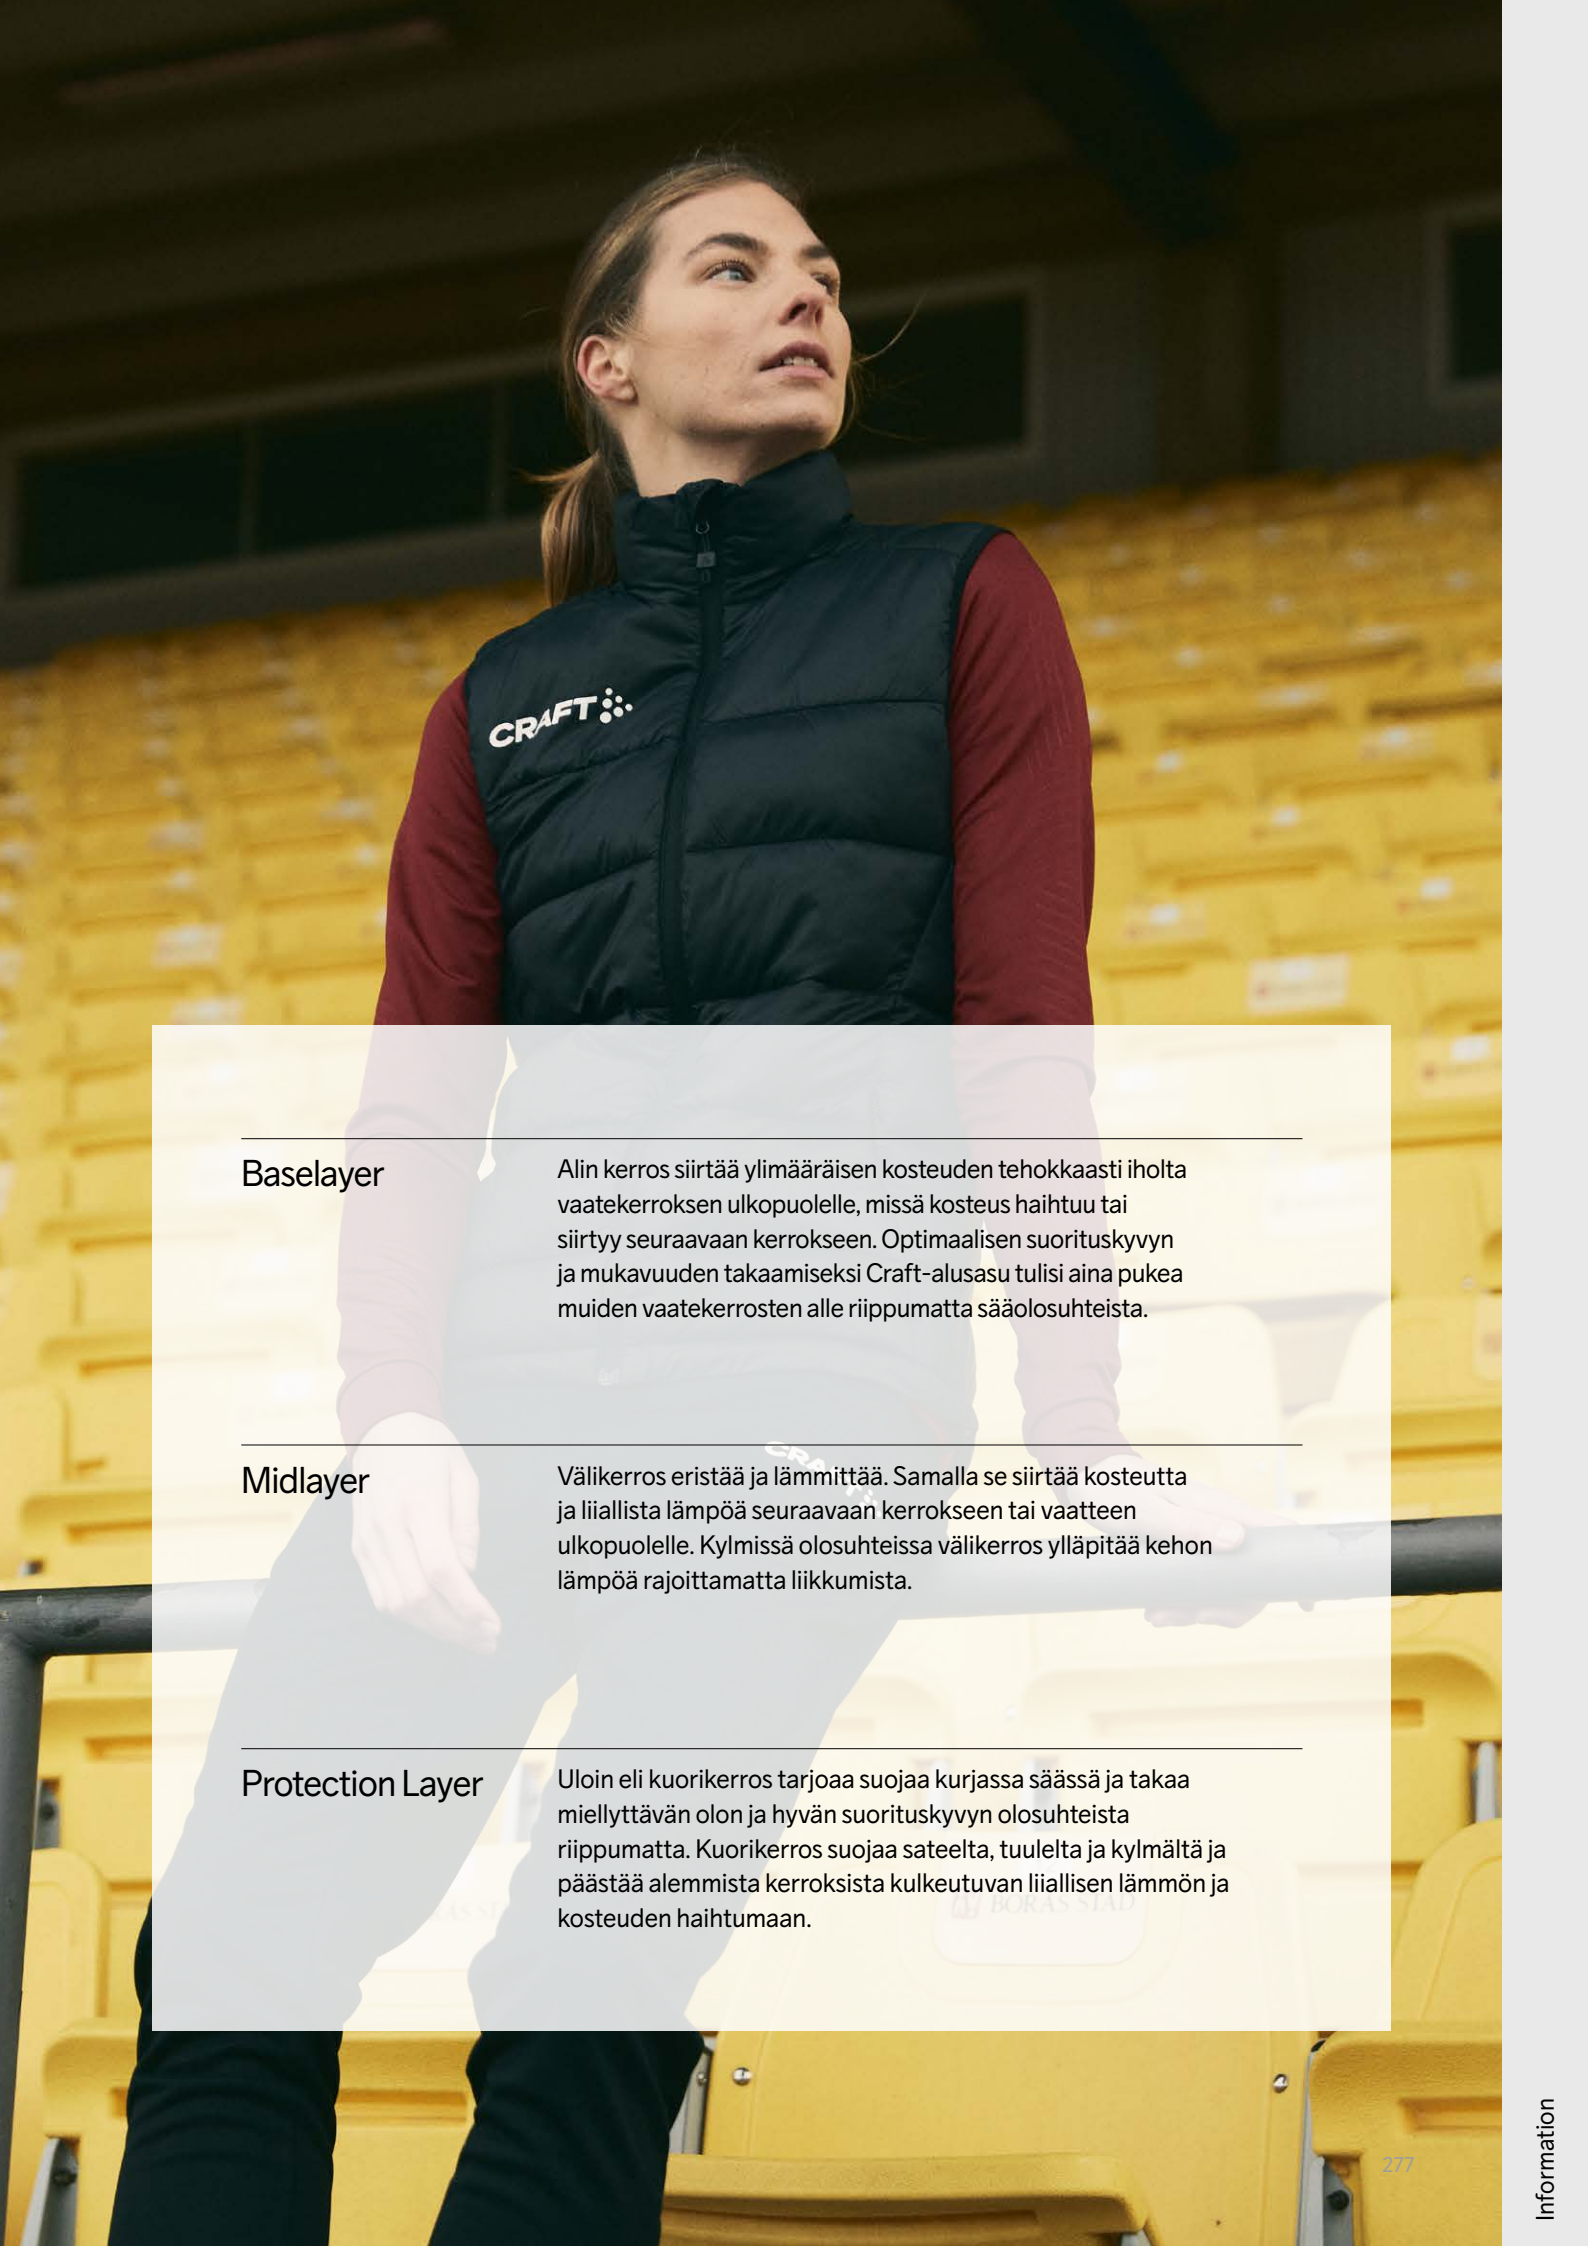 CRAFT
Baselayer
Alin kerros siirtää ylimääräisen kosteuden tehokkaasti iholta
vaatekerroksen ulkopuolelle, missä kosteus haihtuu tai
siirtyy seuraavaan kerrokseen. Optimaalisen suorituskyvyn
ja mukavuuden takaamiseksi Craft-alusasu tulisi aina pukea
muiden vaatekerrosten alle riippumatta sääolosuhteista.
CRAFT
Midlayer
Välikerros eristää ja lämmittää. Samalla se siirtää kosteutta
ja liiallista lämpöä seuraavaan kerrokseen tai vaatteen
ulkopuolelle. Kylmissä olosuhteissa välikerros ylläpitää kehon
lämpöä rajoittamatta liikkumista.
Protection Layer
Uloin eli kuorikerros tarjoaa suojaa kurjassa säässä ja takaa
miellyttävän olon ja hyvän suorituskyvyn olosuhteista
riippumatta. Kuorikerros suojaa sateelta, tuulelta ja kylmältä ja
päästää alemmista kerroksista kulkeutuvan liiallisen lämmön ja
kosteuden haihtumaan.
BORÅS STAD
277
Information